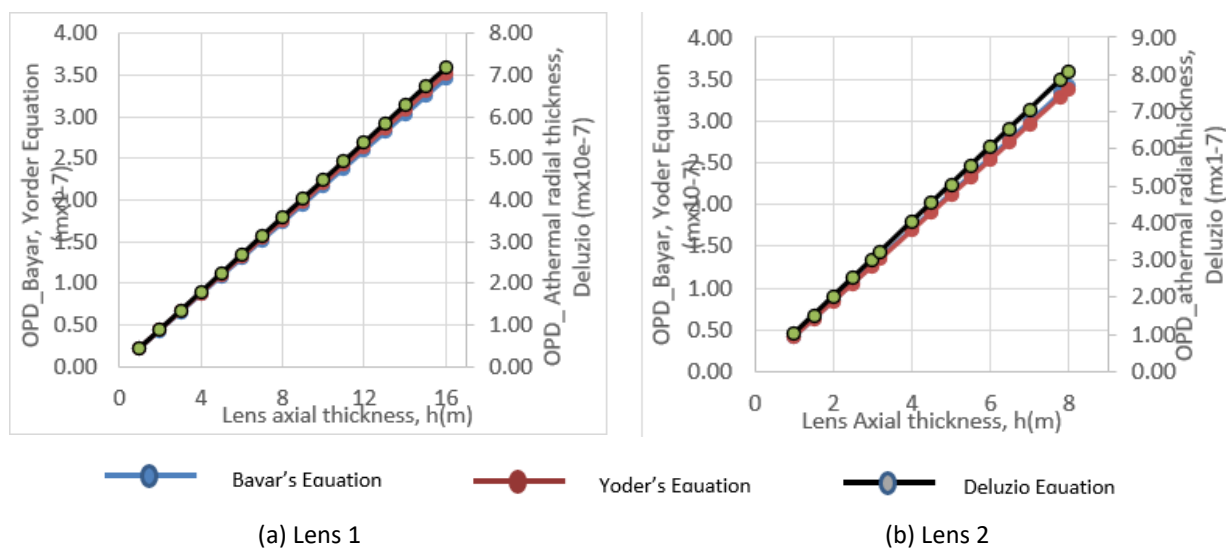 4.00
3.50
3.00
2.50
2.00
1.50
1.00
0.50
0.00
OPD_Bayar, Yorder Equation
(mx1-7)
8.00
7.00
6.00
5.00
4.00
3.00
2.00
1.00
0.00
OPD_ Athermal radial thickness,
Deluzio (mx10e-7)
0 4 8 12 16
Lens axial thickness, h(m)
4.00
3.50
3.00
2.50
2.00
1.50
1.00
0.50
0.00
OPD_Bayar, Yoder Equation
(mx10-7)
9.00
8.00
7.00
6.00
5.00
4.00
3.00
2.00
1.00
0.00
OPD_athermal radialthickness,
Deluzio (mx1-7)
0 2 4 6 8
Lens Axial thickness, h(m)
Bavar's Equation
Yoder's Equation
Deluzio Equation
(a) Lens 1
(b) Lens 2